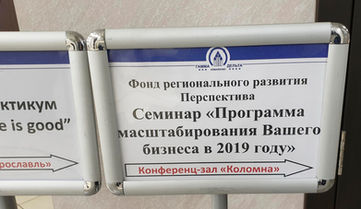 ГАММА ДЕЛЬТА
Фонд регионального развития
Перспектива
Семинар «Программа
масштабирования Вашего
бизнеса в 2019 году»
Конференц-зал «Коломна»
ктикум
e is good”
рославль»